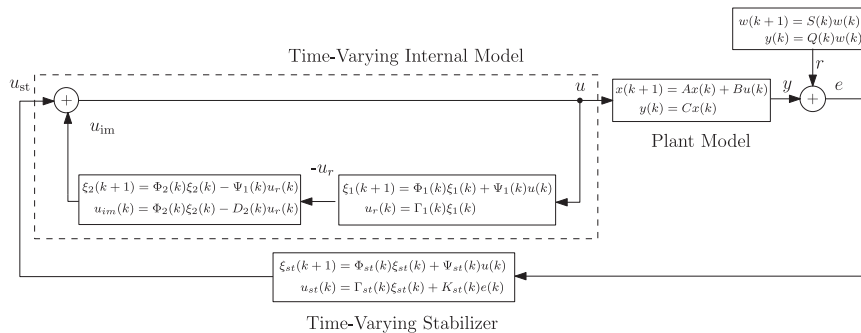 w(k+1) = S(k)w(k)
y(k) = Q(k)w(k)
Time-Varying Internal Model
r
u_st
u
x(k+1) = Ax(k) + Bu(k)
y(k) = Cx(k)
y
e
+
+
Plant Model
u_im
-u_r
ξ_2(k+1) = Φ_2(k)ξ_2(k) − Ψ_1(k)u_r(k)
u_im(k) = Φ_2(k)ξ_2(k) − D_2(k)u_r(k)
ξ_1(k+1) = Φ_1(k)ξ_1(k) + Ψ_1(k)u(k)
u_r(k) = Γ_1(k)ξ_1(k)
ξ_st(k+1) = Φ_st(k)ξ_st(k) + Ψ_st(k)u(k)
u_st(k) = Γ_st(k)ξ_st(k) + K_st(k)e(k)
Time-Varying Stabilizer